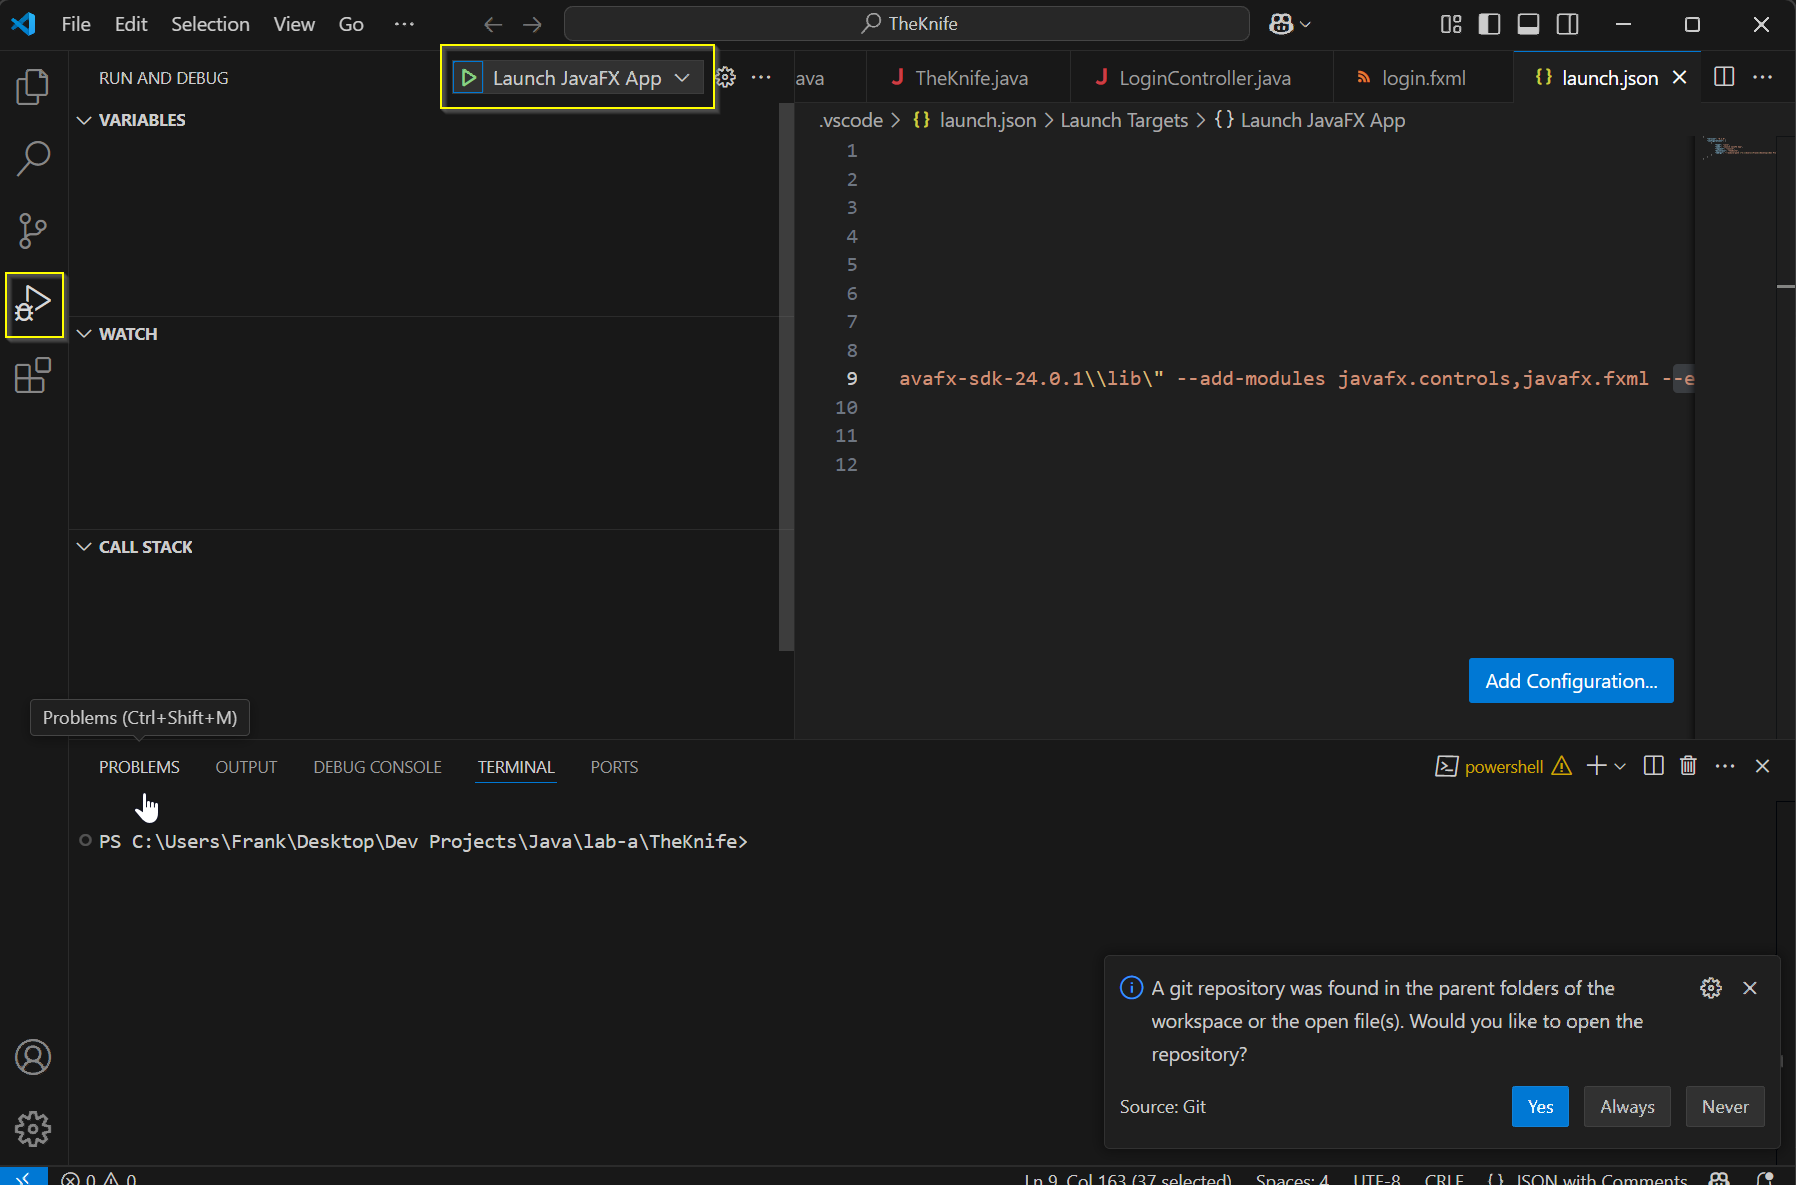 File Edit Selection View Go ···
TheKnife
RUN AND DEBUG
Launch JavaFX App
ava
TheKnife.java
LoginController.java
login.fxml
{} launch.json
.vscode > {} launch.json > Launch Targets > {} Launch JavaFX App
VARIABLES
WATCH
CALL STACK
1
2
3
4
5
6
7
8
9 avafx-sdk-24.0.1\\lib\" --add-modules javafx.controls,javafx.fxml --e
10
11
12
Add Configuration...
Problems (Ctrl+Shift+M)
PROBLEMS OUTPUT DEBUG CONSOLE TERMINAL PORTS
powershell
PS C:\Users\Frank\Desktop\Dev Projects\Java\lab-a\TheKnife>
A git repository was found in the parent folders of the
workspace or the open file(s). Would you like to open the
repository?
Source: Git
Yes Always Never
0 0
Ln 9, Col 163 (37 selected) Spaces: 4 UTF-8 CRLF {} JSON with Comments